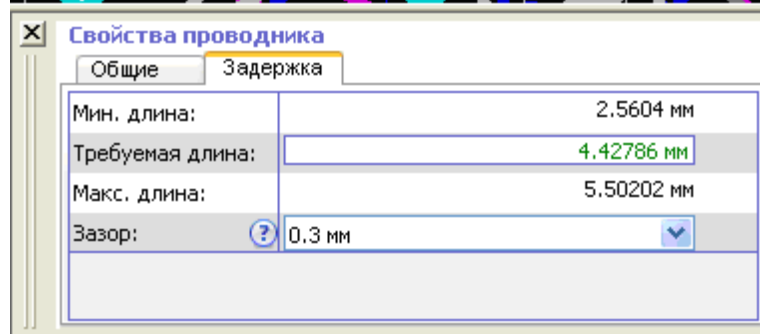 Свойства проводника
Общие Задержка
Мин. длина: 2.5604 мм
Требуемая длина: 4.42786 мм
Макс. длина: 5.50202 мм
Зазор: ? 0.3 мм